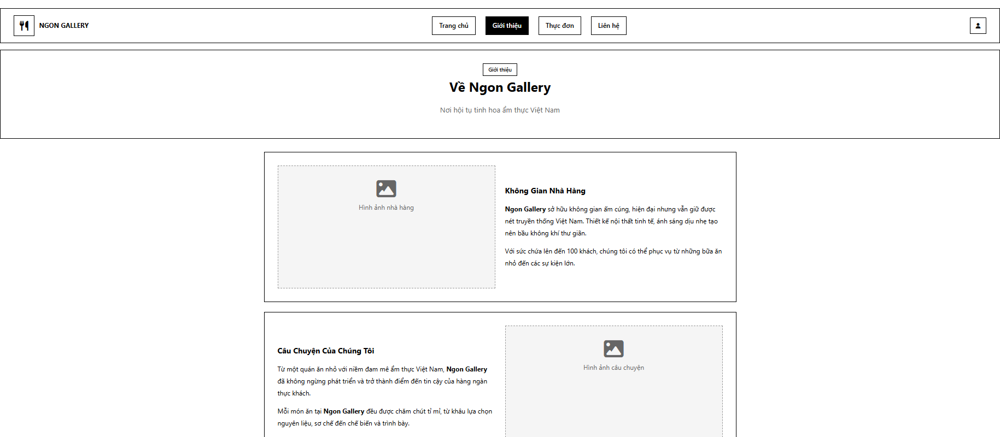 NGON GALLERY
Trang chủ
Giới thiệu
Thực đơn
Liên hệ
Giới thiệu
Về Ngon Gallery
Nơi hội tụ tinh hoa ẩm thực Việt Nam
Hình ảnh nhà hàng
Không Gian Nhà Hàng
Ngon Gallery sở hữu không gian ấm cúng, hiện đại nhưng vẫn giữ được
nét truyền thống Việt Nam. Thiết kế nội thất tinh tế, ánh sáng dịu nhẹ tạo
nên bầu không khí thư giãn.
Với sức chứa lên đến 100 khách, chúng tôi có thể phục vụ từ những bữa ăn
nhỏ đến các sự kiện lớn.
Câu Chuyện Của Chúng Tôi
Từ một quán ăn nhỏ với niềm đam mê ẩm thực Việt Nam, Ngon Gallery
đã không ngừng phát triển và trở thành điểm đến tin cậy của hàng ngàn
thực khách.
Mỗi món ăn tại Ngon Gallery đều được chăm chút tỉ mỉ, từ khâu lựa chọn
nguyên liệu, sơ chế đến chế biến và trình bày.
Hình ảnh câu chuyện